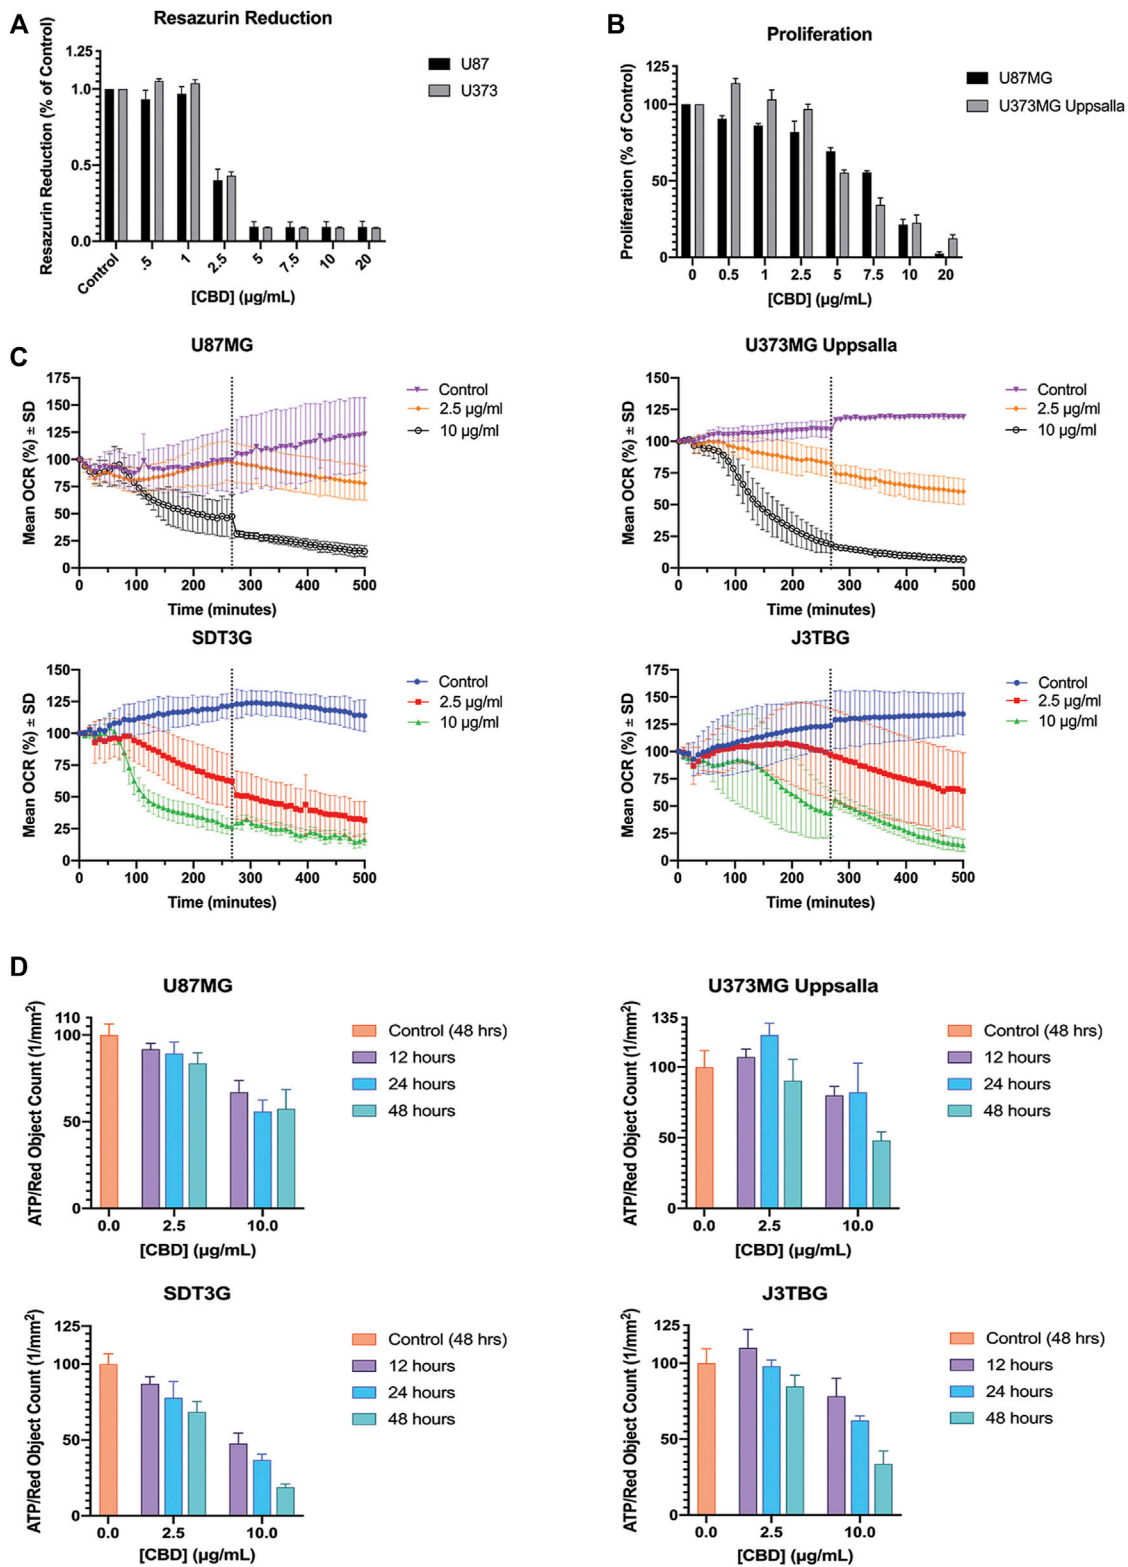 A
Resazurin Reduction
Resazurin Reduction (% of Control)
1.25
1.0
0.5
0.0
Control
.5
1
2.5
5
7.5
10
20
[CBD] (µg/mL)
U87
U373
B
Proliferation
Proliferation (% of Control)
125
100
50
0
0
0.5
1
2.5
5
7.5
10
20
[CBD] (µg/mL)
U87MG
U373MG Uppsalla
C
U87MG
Mean OCR (%) ± SD
175
150
125
100
75
50
25
0
0
100
200
300
400
500
Time (minutes)
Control
2.5 µg/ml
10 µg/ml
U373MG Uppsalla
Mean OCR (%) ± SD
150
125
100
75
50
25
0
0
100
200
300
400
500
Time (minutes)
Control
2.5 µg/ml
10 µg/ml
SDT3G
Mean OCR (%) ± SD
150
125
100
75
50
25
0
0
100
200
300
400
500
Time (minutes)
Control
2.5 µg/ml
10 µg/ml
J3TBG
Mean OCR (%) ± SD
175
150
125
100
75
50
25
0
0
100
200
300
400
500
Time (minutes)
Control
2.5 µg/ml
10 µg/ml
D
U87MG
ATP/Red Object Count (1/mm²)
110
100
50
0
0.0
2.5
10.0
[CBD] (µg/mL)
Control (48 hrs)
12 hours
24 hours
48 hours
U373MG Uppsalla
ATP/Red Object Count (1/mm²)
135
100
50
0
0.0
2.5
10.0
[CBD] (µg/mL)
Control (48 hrs)
12 hours
24 hours
48 hours
SDT3G
ATP/Red Object Count (1/mm²)
125
100
50
0
0.0
2.5
10.0
[CBD] (µg/mL)
Control (48 hrs)
12 hours
24 hours
48 hours
J3TBG
ATP/Red Object Count (1/mm²)
125
100
50
0
0.0
2.5
10.0
[CBD] (µg/mL)
Control (48 hrs)
12 hours
24 hours
48 hours